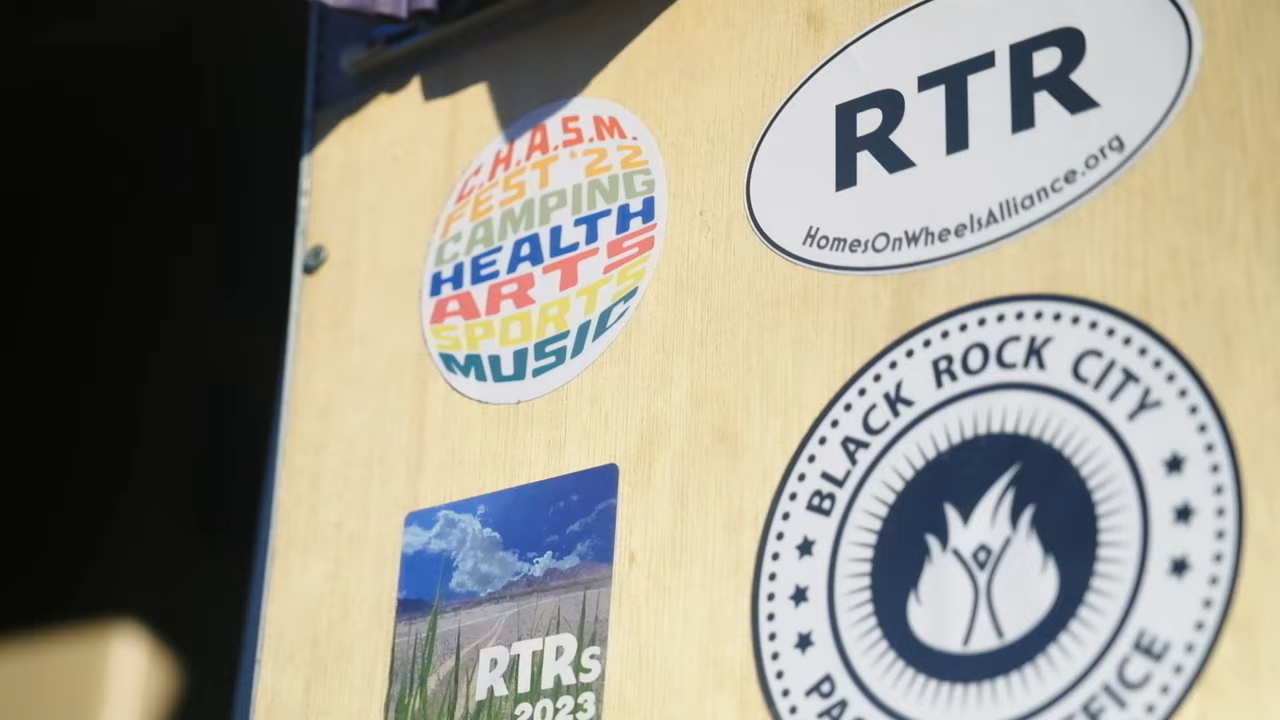 C.H.A.S.M.
FEST '22
CAMPING
HEALTH
ARTS
SPORTS
MUSIC
RTR
HomesOnWheelsAlliance.org
BLACK ROCK CITY
RTRs
2023